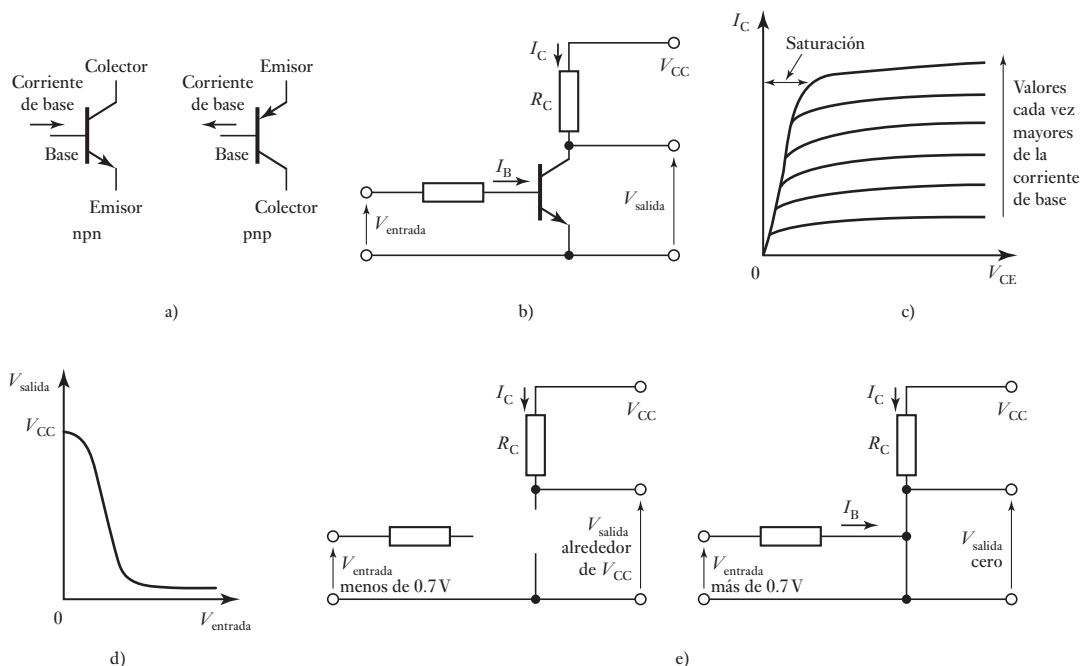 Colector
Corriente
de base
Base
Emisor
npn
Emisor
Corriente
de base
Base
Colector
pnp
a)
I_C
V_CC
R_C
I_B
V_entrada
V_salida
b)
I_C
Saturación
Valores
cada vez
mayores
de la
corriente
de base
0
V_CE
c)
V_salida
V_CC
0
V_entrada
d)
I_C
V_CC
R_C
V_entrada
menos de 0.7 V
V_salida
alrededor
de V_CC
I_C
V_CC
R_C
I_B
V_entrada
más de 0.7 V
V_salida
cero
e)